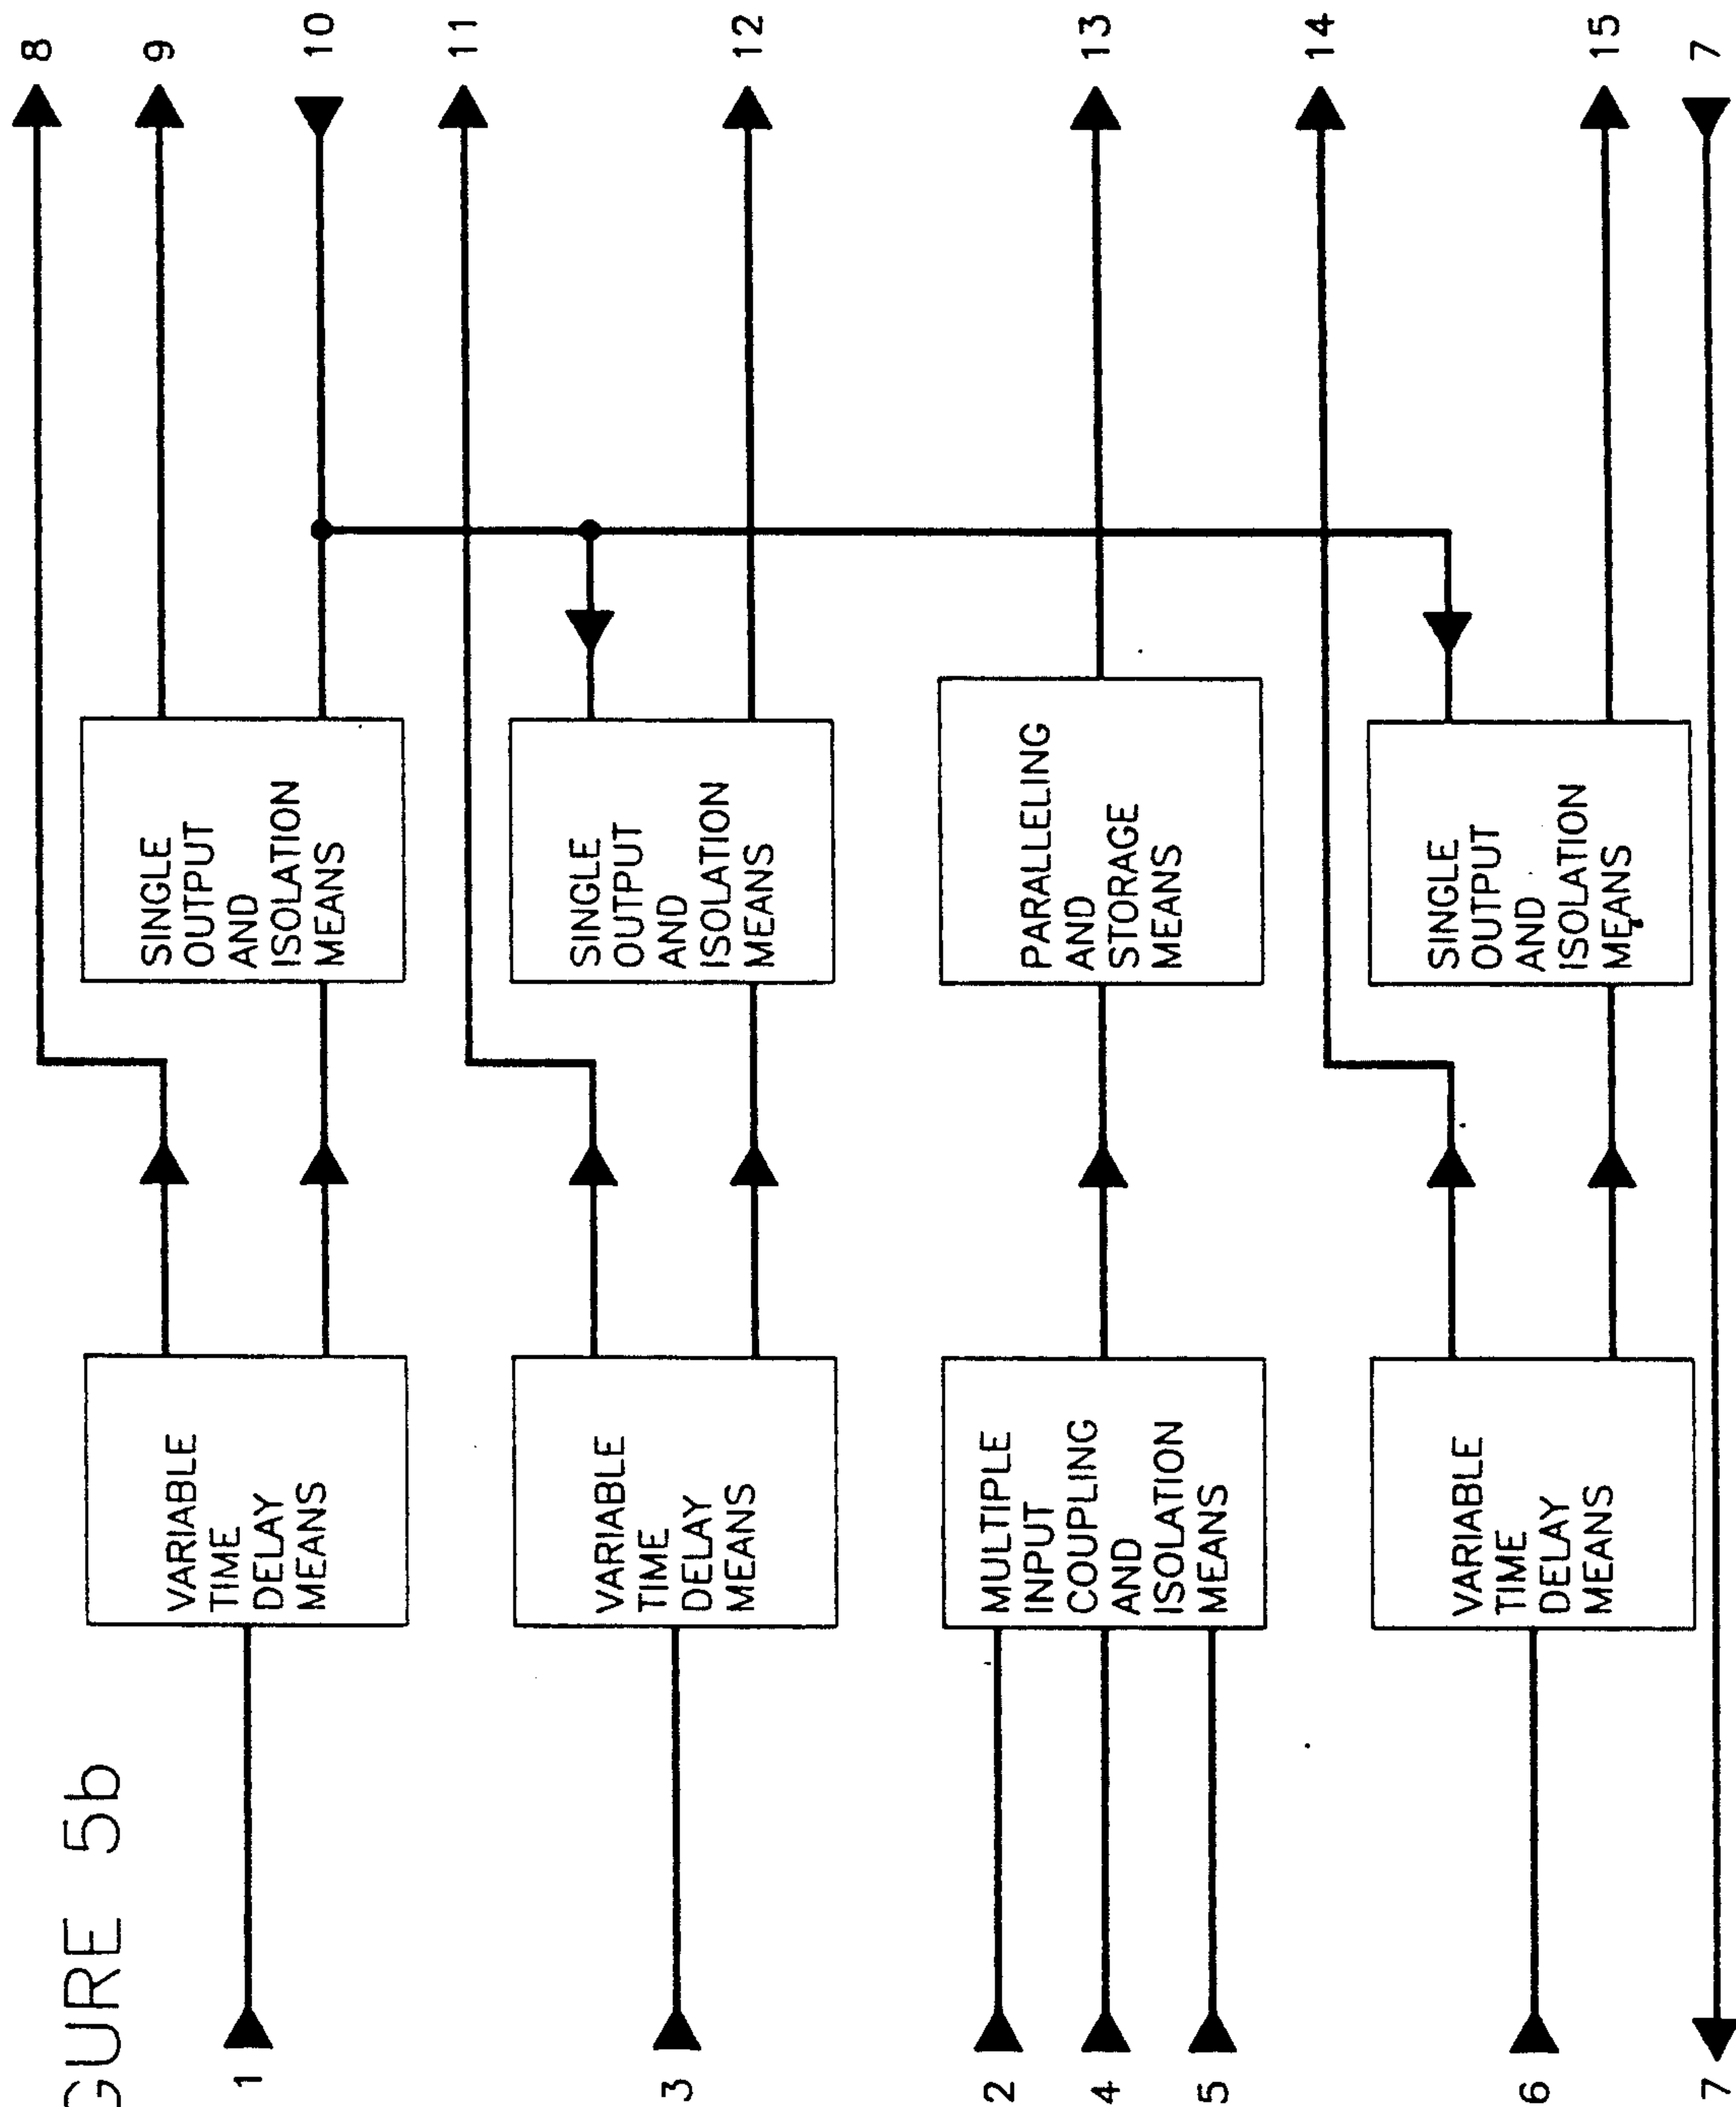 GURE 5b
1
VARIABLE
TIME
DELAY
MEANS
SINGLE
OUTPUT
AND
ISOLATION
MEANS
8
9
10
3
VARIABLE
TIME
DELAY
MEANS
SINGLE
OUTPUT
AND
ISOLATION
MEANS
11
12
2
4
5
MULTIPLE
INPUT
COUPLING
AND
ISOLATION
MEANS
PARALLELING
AND
STORAGE
MEANS
13
6
VARIABLE
TIME
DELAY
MEANS
SINGLE
OUTPUT
AND
ISOLATION
MEANS
14
15
7
7